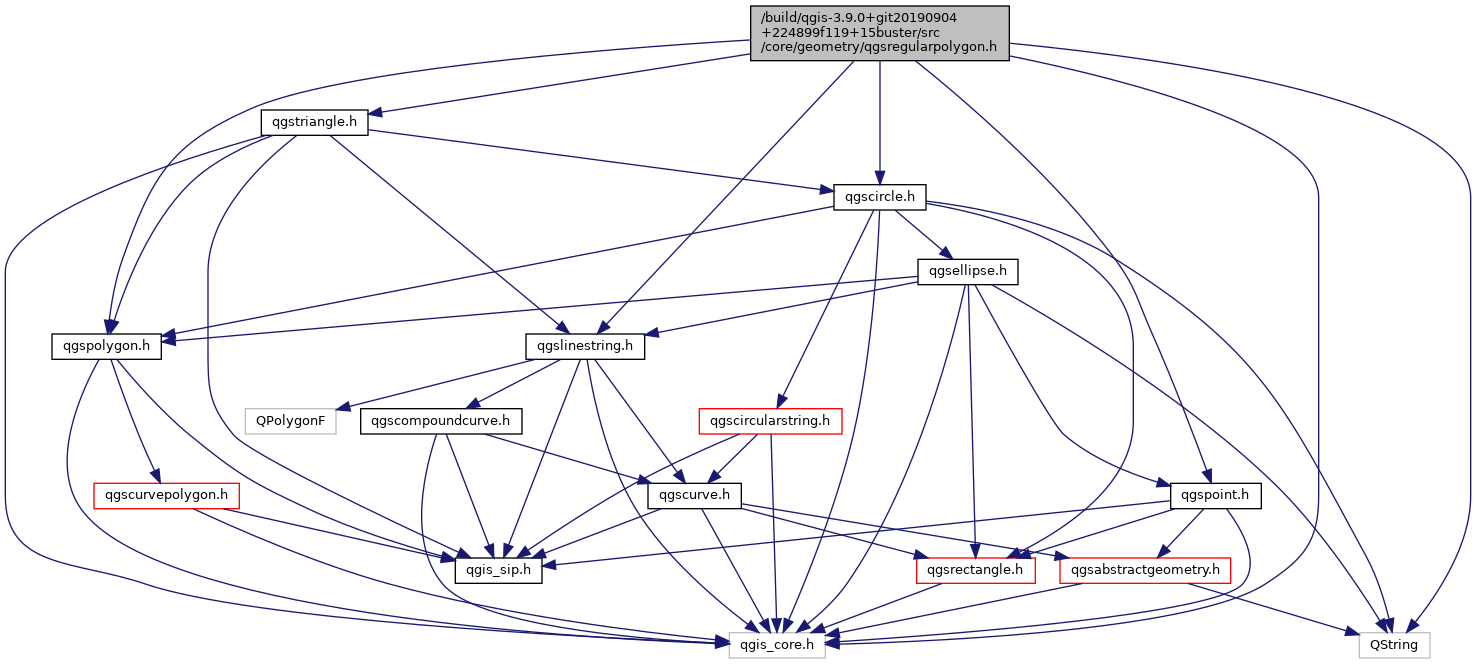 /build/qgis-3.9.0+git20190904
+224899f119+15buster/src
/core/geometry/qgsregularpolygon.h
qgstriangle.h
qgscircle.h
qgsellipse.h
qgspolygon.h
qgslinestring.h
QPolygonF
qgscompoundcurve.h
qgscircularstring.h
qgscurvepolygon.h
qgscurve.h
qgspoint.h
qgis_sip.h
qgsrectangle.h
qgsabstractgeometry.h
qgis_core.h
QString